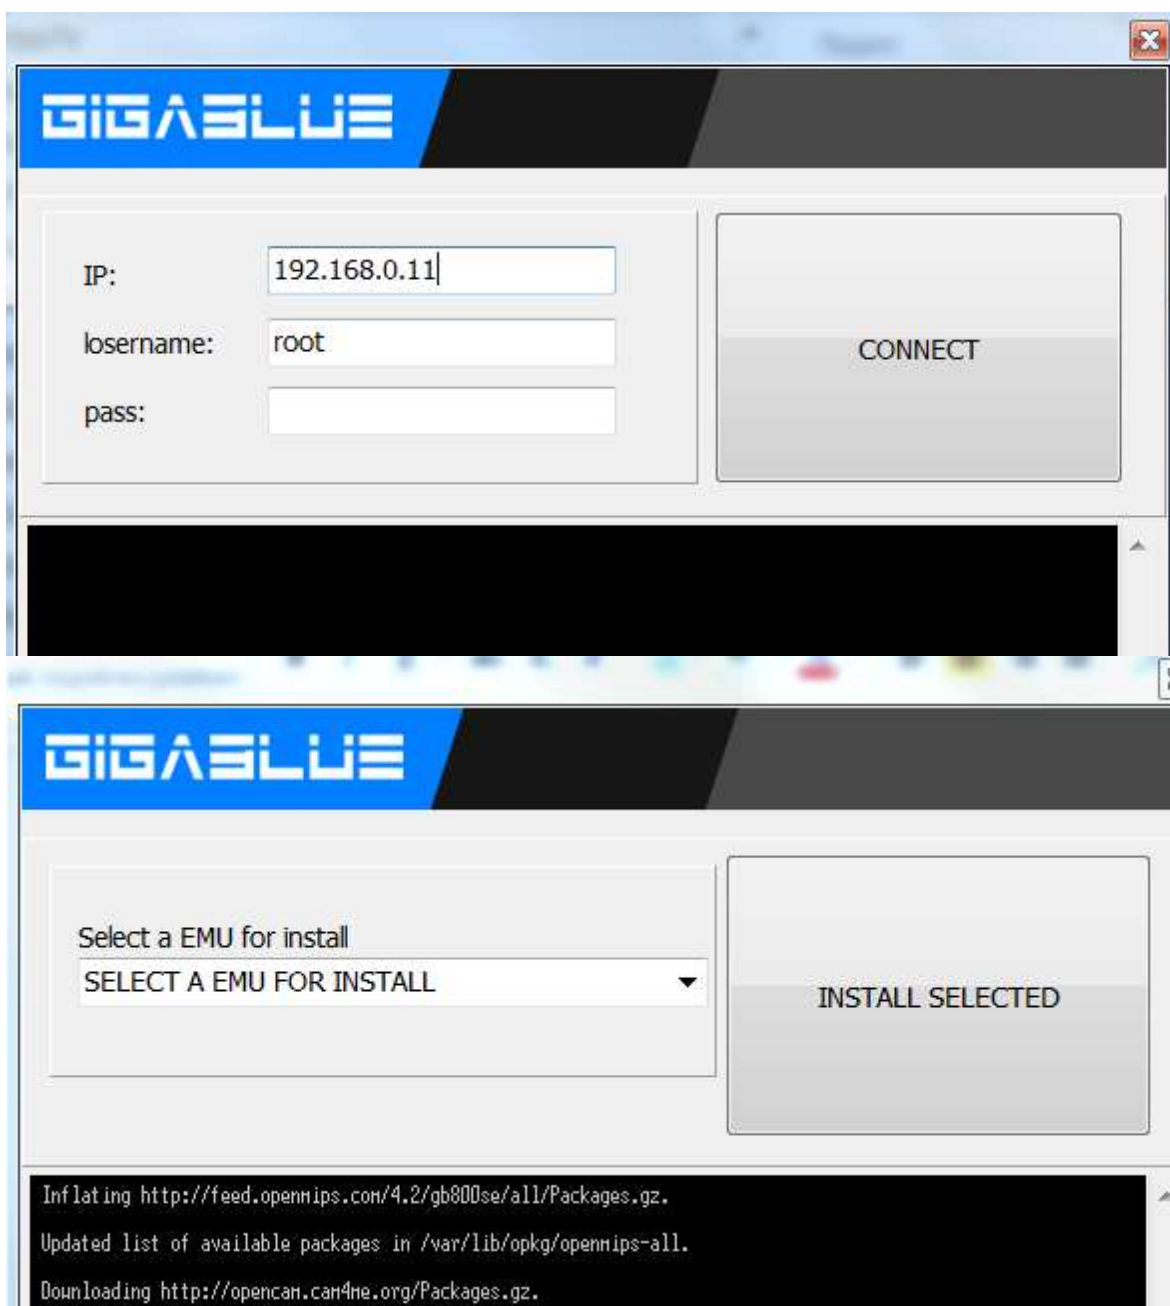 GIGABLUE
IP:
192.168.0.11
losername:
root
pass:
CONNECT
GIGABLUE
Select a EMU for install
SELECT A EMU FOR INSTALL
INSTALL SELECTED
Inflating http://feed.openmips.com/4.2/gb800se/all/Packages.gz.
Updated list of available packages in /var/lib/opkg/openmips-all.
Downloading http://opencam.cam4me.org/Packages.gz.